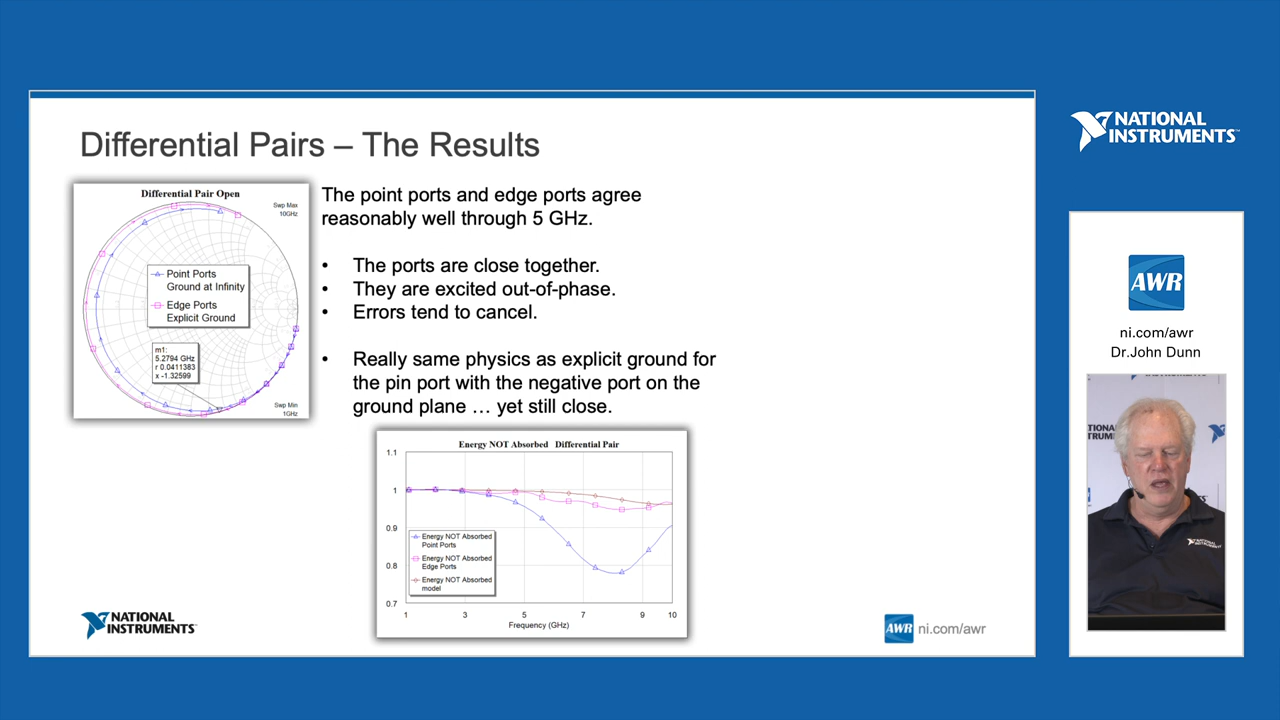 Differential Pairs – The Results
Differential Pair Open
Swp Max
10GHz
Point Ports
Ground at Infinity
Edge Ports
Explicit Ground
m1:
5.2794 GHz
r 0.0411383
x -1.32599
Swp Min
1GHz
The point ports and edge ports agree
reasonably well through 5 GHz.
• The ports are close together.
• They are excited out-of-phase.
• Errors tend to cancel.
• Really same physics as explicit ground for
the pin port with the negative port on the
ground plane … yet still close.
Energy NOT Absorbed Differential Pair
1.1
1
0.9
0.8
0.7
Energy NOT Absorbed
Point Ports
Energy NOT Absorbed
Edge Ports
Energy NOT Absorbed
model
1 3 5 7 9 10
Frequency (GHz)
NATIONAL
INSTRUMENTS™
AWR ni.com/awr
NATIONAL
INSTRUMENTS™
AWR
ni.com/awr
Dr.John Dunn
NATIONAL
INSTRUMENTS